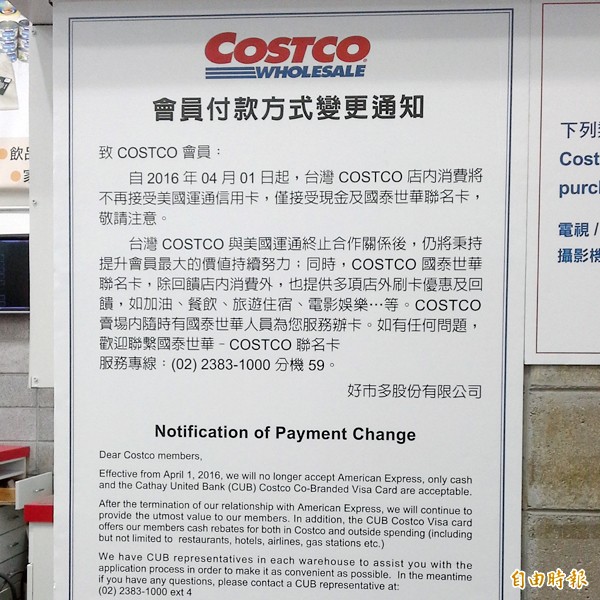 COSTCO
WHOLESALE
會員付款方式變更通知
致 COSTCO 會員：
自 2016 年 04 月 01 日起，台灣 COSTCO 店內消費將
不再接受美國運通信用卡，僅接受現金及國泰世華聯名卡，
敬請注意。
台灣 COSTCO 與美國運通終止合作關係後，仍將秉持
提升會員最大的價值持續努力；同時，COSTCO 國泰世華
聯名卡，除回饋店內消費外，也提供多項店外刷卡優惠及回
饋，如加油、餐飲、旅遊住宿、電影娛樂…等。COSTCO
賣場內隨時有國泰世華人員為您服務辦卡。如有任何問題，
歡迎聯繫國泰世華 - COSTCO 聯名卡
服務專線：(02) 2383-1000 分機 59。
好市多股份有限公司
Notification of Payment Change
Dear Costco members,
Effective from April 1, 2016, we will no longer accept American Express, only cash
and the Cathay United Bank (CUB) Costco Co-Branded Visa Card are acceptable.
After the termination of our relationship with American Express, we will continue to
provide the utmost value to our members. In addition, the CUB Costco Visa card
offers our members cash rebates for both in Costco and outside spending (including
but not limited to restaurants, hotels, airlines, gas stations etc.)
We have CUB representatives in each warehouse to assist you with the
application process in order to make it as convenient as possible. In the meantime
if you have any questions, please contact a CUB representative at:
(02) 2383-1000 ext 4
下列
Cost
purc
電視 /
攝影機
飲品
自由時報